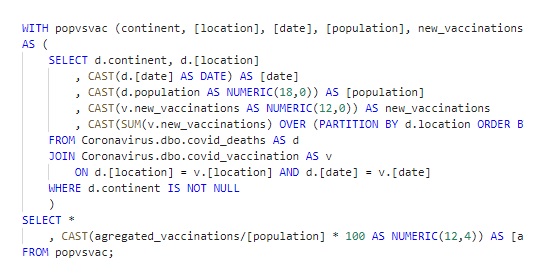 WITH popvsvac (continent, [location], [date], [population], new_vaccinations
AS (
SELECT d.continent, d.[location]
, CAST(d.[date] AS DATE) AS [date]
, CAST(d.population AS NUMERIC(18,0)) AS [population]
, CAST(v.new_vaccinations AS NUMERIC(12,0)) AS new_vaccinations
, CAST(SUM(v.new_vaccinations) OVER (PARTITION BY d.location ORDER B
FROM Coronavirus.dbo.covid_deaths AS d
JOIN Coronavirus.dbo.covid_vaccination AS v
ON d.[location] = v.[location] AND d.[date] = v.[date]
WHERE d.continent IS NOT NULL
)
SELECT *
, CAST(agregated_vaccinations/[population] * 100 AS NUMERIC(12,4)) AS [a
FROM popvsvac;